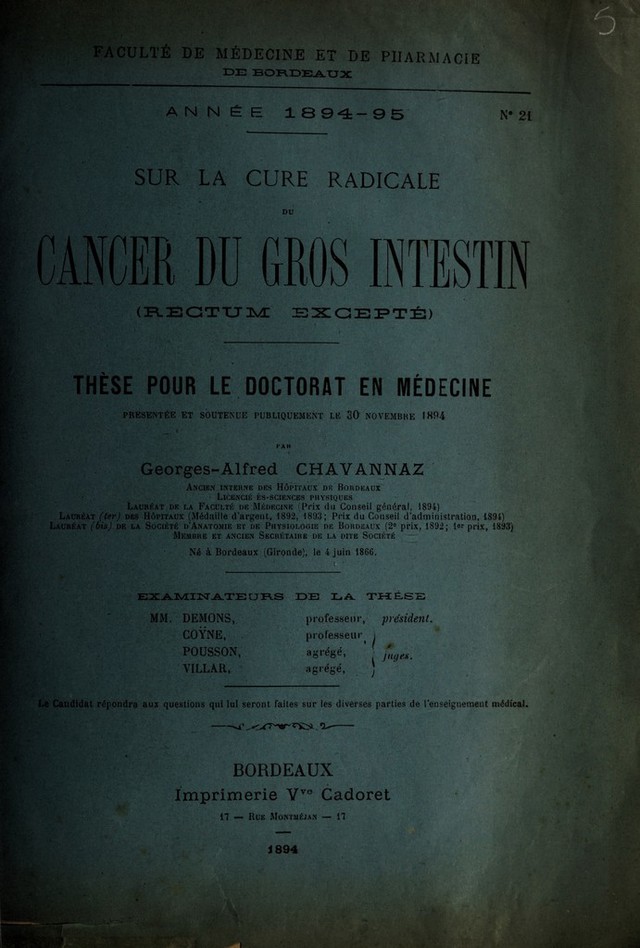 5
FACULTÉ DE MÉDECINE ET DE PHARMACIE
DE BORDEAUX
ANNÉE 1894-95
N° 21
SUR LA CURE RADICALE
DU
CANCER DU GROS INTESTIN
(RECTUM EXCEPTÉ)
THÈSE POUR LE DOCTORAT EN MÉDECINE
PRÉSENTÉE ET SOUTENUE PUBLIQUEMENT LE 30 NOVEMBRE 1894
PAR
Georges-Alfred CHAVANNAZ
ANCIEN INTERNE DES HÔPITAUX DE BORDEAUX
LICENCIÉ ÈS-SCIENCES PHYSIQUES
LAURÉAT DE LA FACULTÉ DE MÉDECINE (Prix du Conseil général, 1894)
LAURÉAT (ter) DES HÔPITAUX (Médaille d'argent, 1892, 1893; Prix du Conseil d'administration, 1894)
LAURÉAT (bis) DE LA SOCIÉTÉ D'ANATOMIE ET DE PHYSIOLOGIE DE BORDEAUX (2e prix, 1892; 1er prix, 1893)
MEMBRE ET ANCIEN SECRÉTAIRE DE LA DITE SOCIÉTÉ
Né à Bordeaux (Gironde), le 4 juin 1866.
EXAMINATEURS DE LA THÈSE
MM. DEMONS, professeur, président.
COŸNE, professeur,
POUSSON, agrégé, juges.
VILLAR, agrégé,
Le Candidat répondra aux questions qui lui seront faites sur les diverses parties de l'enseignement médical.
BORDEAUX
Imprimerie Vve Cadoret
17 — RUE MONTMÉJAN — 17
1894